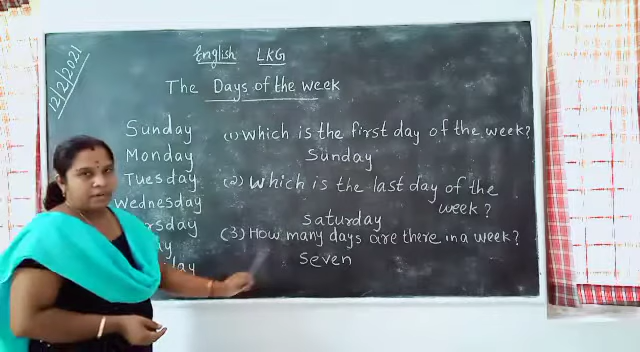 12/2/2021
English LKG
The Days of the week
Sunday
Monday
Tuesday
Wednesday
(1) Which is the first day of the week?
Sunday
(2) Which is the last day of the
week?
Saturday
(3) How many days are there in a week?
Seven